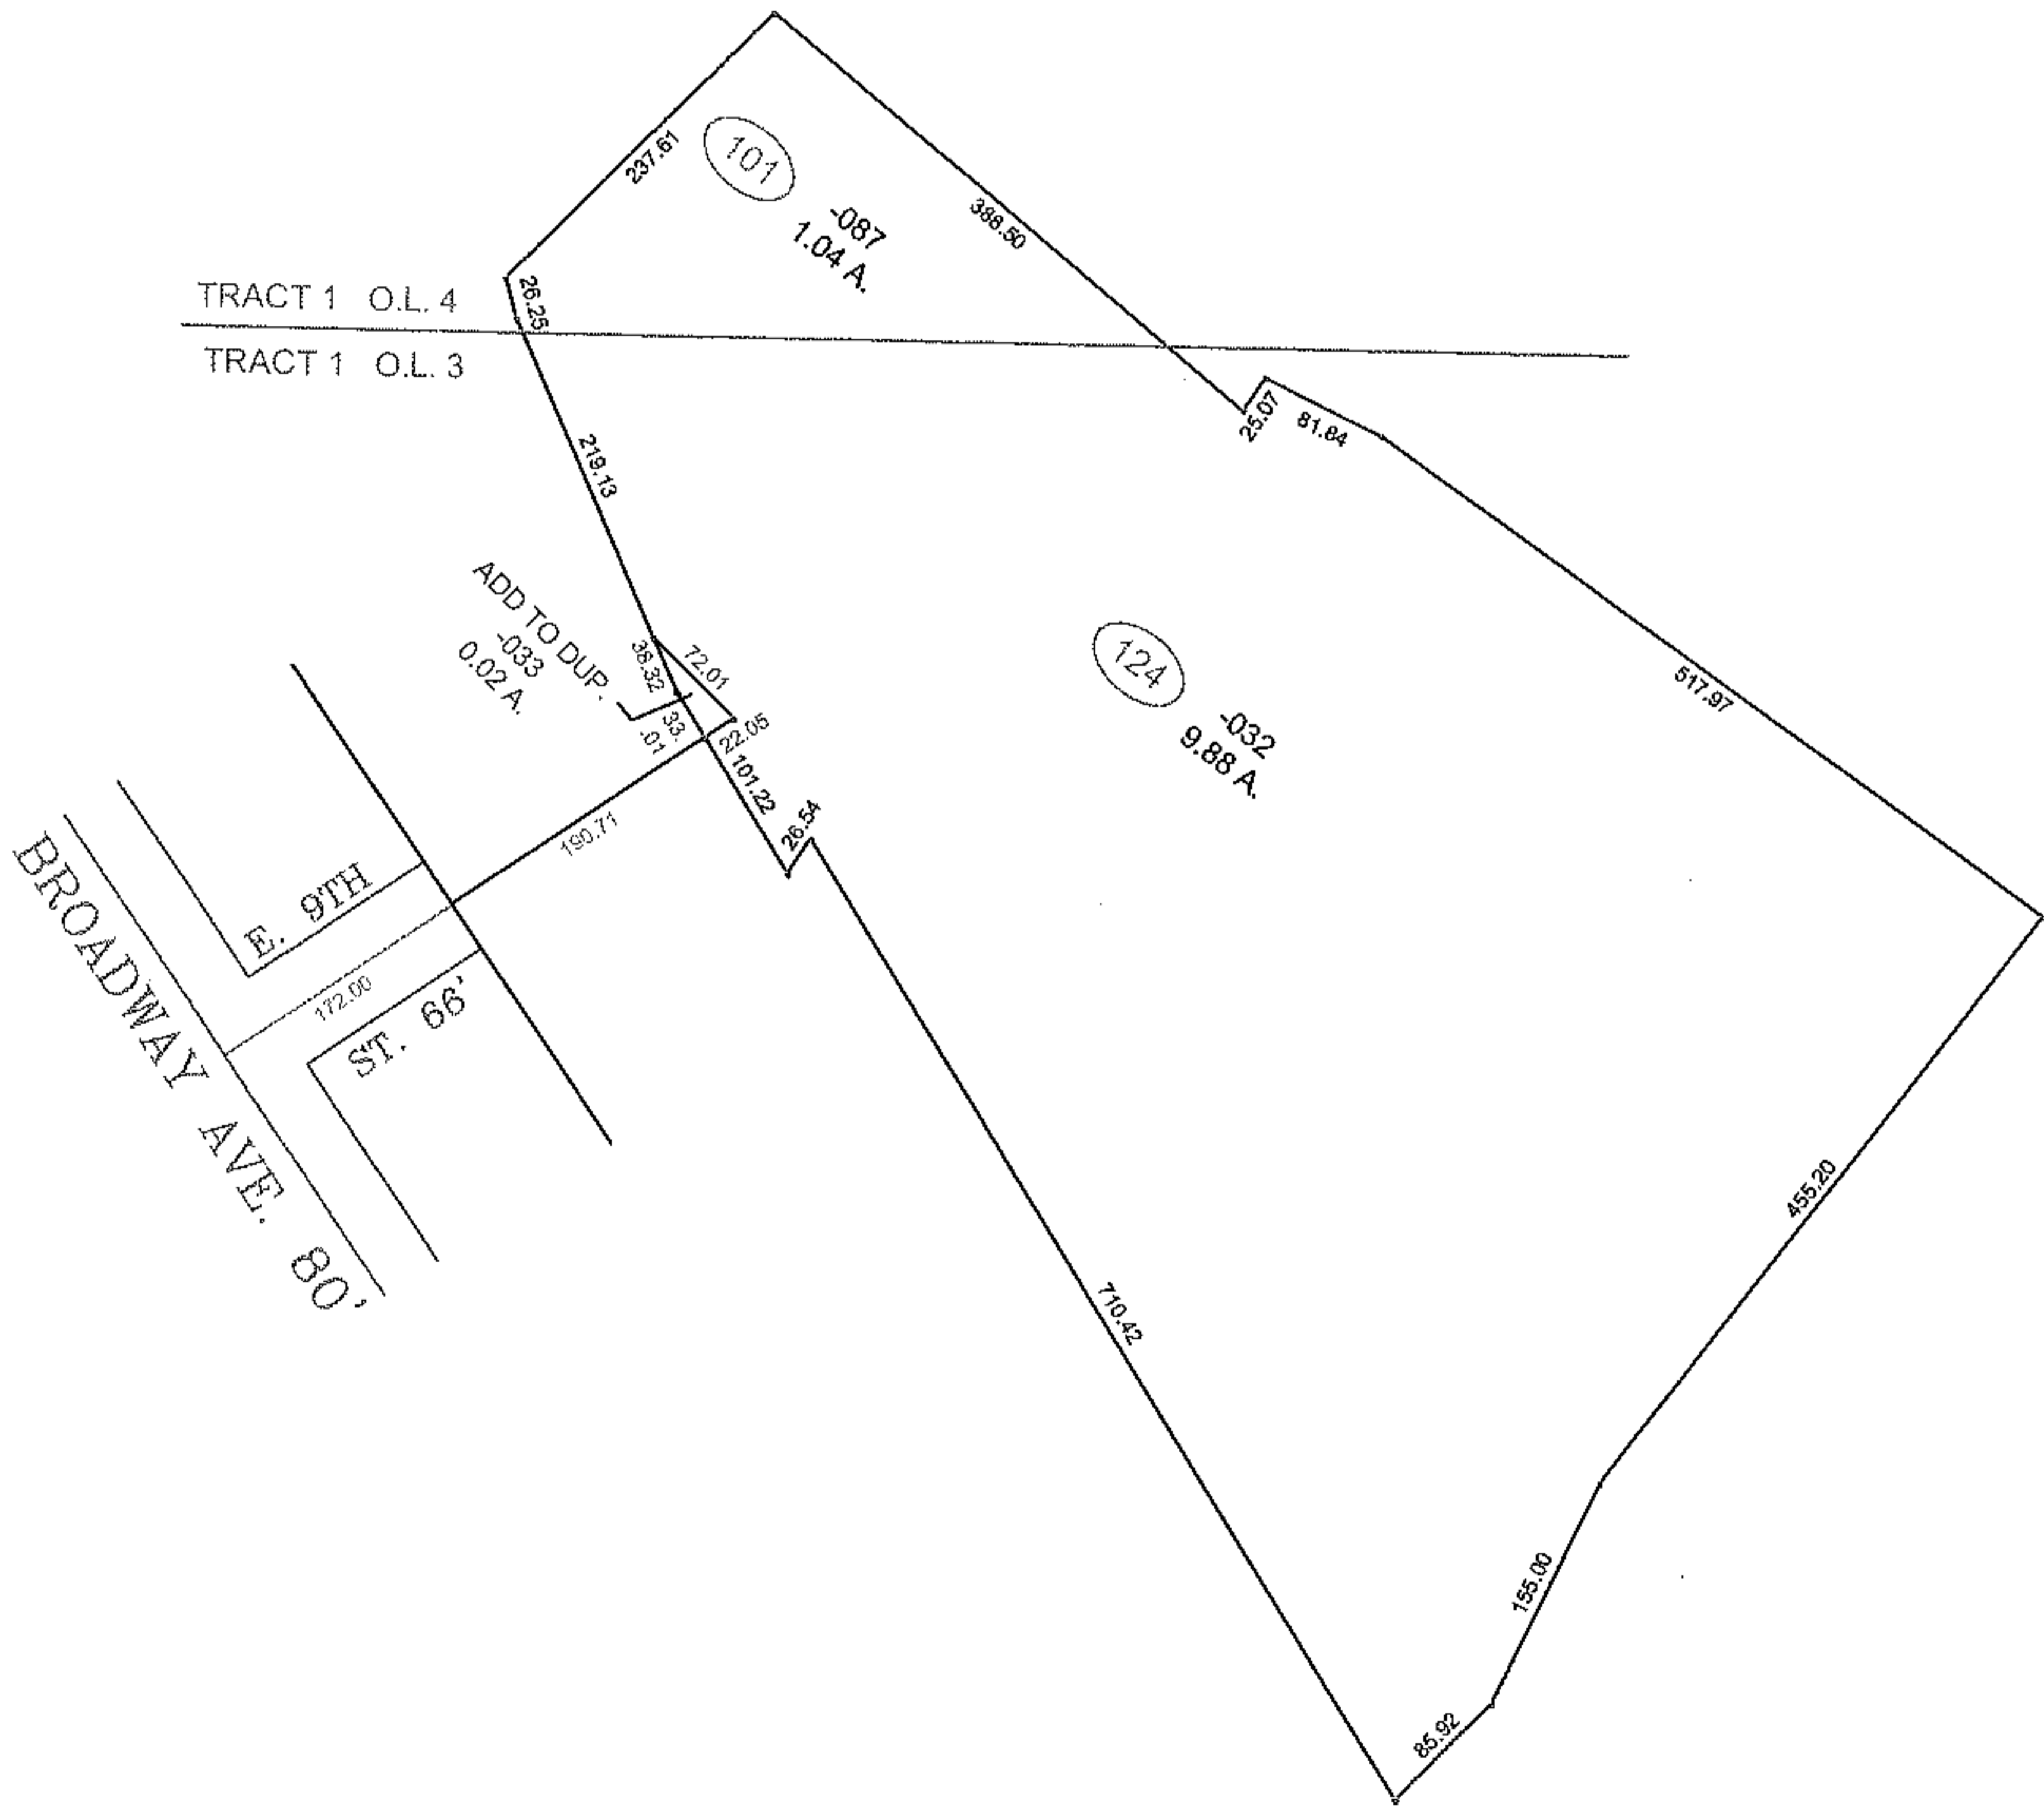 237.61
101
-087
1.04 A.
388.50
TRACT 1 O.L. 4
26.25
TRACT 1 O.L. 3
25.07
81.84
219.13
ADD TO DUP.
-033
0.02 A.
38.32
72.01
33.
-01
22.05
101.22
26.54
124
-032
9.88 A.
517.97
190.71
E. 9TH
172.00
ST. 66'
BROADWAY AVE. 80'
455.20
710.42
155.00
85.92